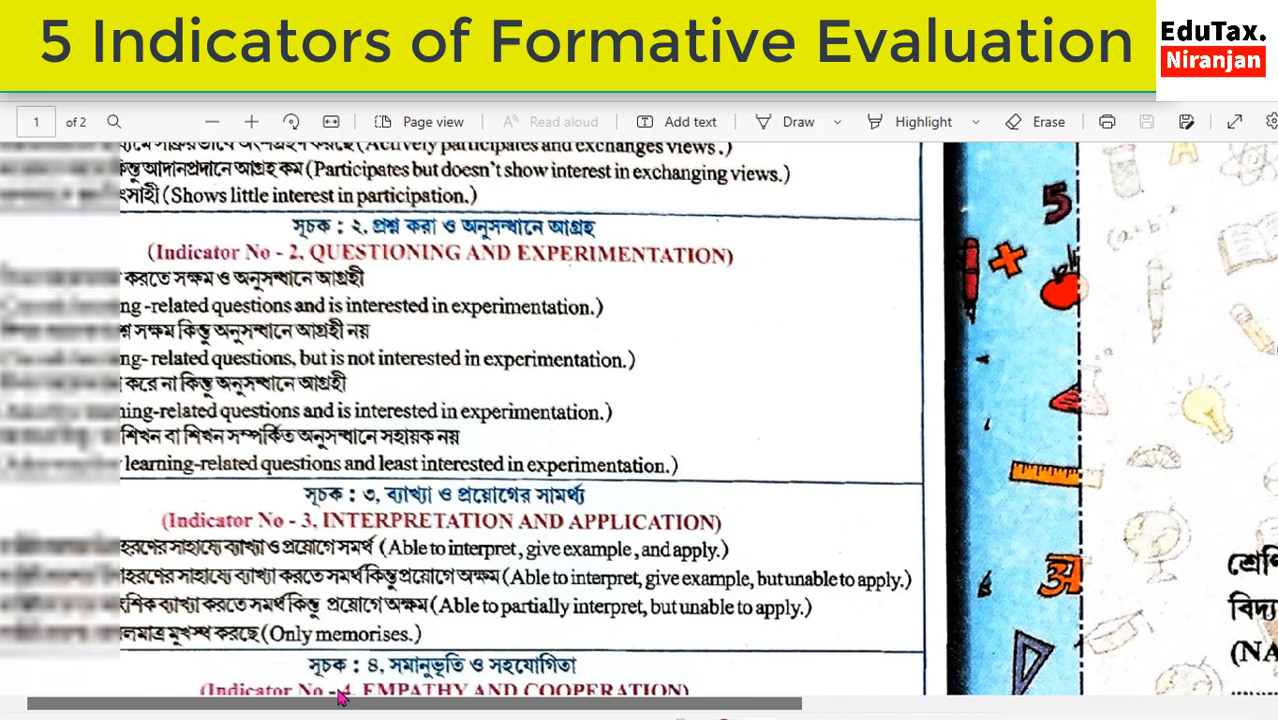 5 Indicators of Formative Evaluation
EduTax.
Niranjan
1 of 2
Page view
Read aloud
Add text
Draw
Highlight
Erase
(Actively participates and exchanges views.)
আদানপ্রদানে আগ্রহ কম (Participates but doesn't show interest in exchanging views.)
(Shows little interest in participation.)
সূচক : ২. প্রশ্ন করা ও অনুসন্ধানে আগ্রহ
(Indicator No - 2. QUESTIONING AND EXPERIMENTATION)
করতে সক্ষম ও অনুসন্ধানে আগ্রহী
ng -related questions and is interested in experimentation.)
সক্ষম কিন্তু অনুসন্ধানে আগ্রহী নয়
ng- related questions, but is not interested in experimentation.)
করে না কিন্তু অনুসন্ধানে আগ্রহী
ning-related questions and is interested in experimentation.)
শিখন বা শিখন সম্পর্কিত অনুসন্ধানে সহায়ক নয়
learning-related questions and least interested in experimentation.)
সূচক : ৩. ব্যাখ্যা ও প্রয়োগের সামর্থ্য
(Indicator No - 3. INTERPRETATION AND APPLICATION)
হরণের সাহায্যে ব্যাখ্যা ও প্রয়োগে সমর্থ (Able to interpret, give example, and apply.)
হরণের সাহায্যে ব্যাখ্যা করতে সমর্থ কিন্তু প্রয়োগে অক্ষম (Able to interpret, give example, but unable to apply.)
শিক ব্যাখ্যা করতে সমর্থ কিন্তু প্রয়োগে অক্ষম (Able to partially interpret, but unable to apply.)
লমাত্র মুখস্থ করছে (Only memorises.)
সূচক : ৪. সমানুভূতি ও সহযোগিতা
(Indicator No - 4. EMPATHY AND COOPERATION)
5
(a+b)²
अ
শ্রেণি
বিদ্য
(NA